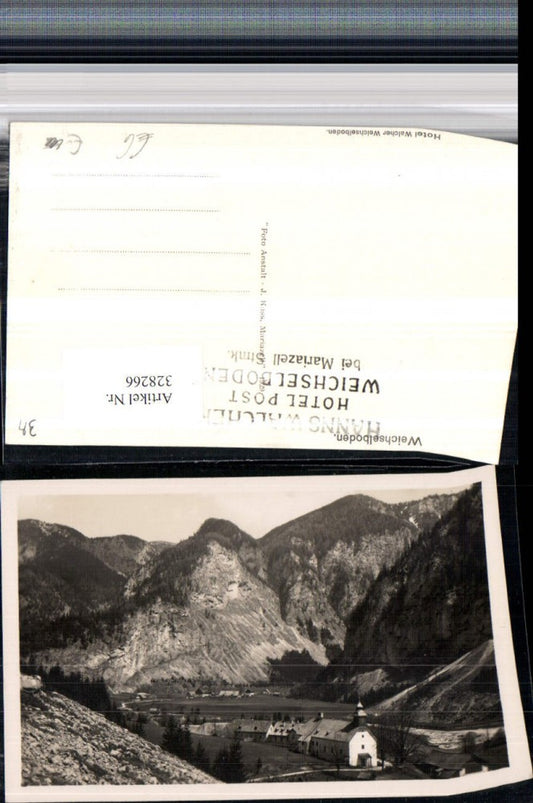 Weichselboden.
HANNS WALCHER
HOTEL POST
WEICHSELBODEN
bei Mariazell Stmk.
Artikel Nr.
328266
"Foto Anstalt - J. Kuss, Mariazell"
Hotel Walcher Weichselboden.